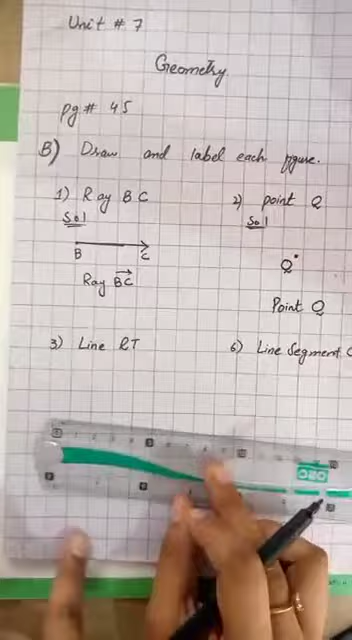 Unit # 7
Geometry
Pg # 45
B) Draw and label each figure.
1) Ray BC
2) point Q
Sol
Sol
B C
Q
Ray BC
Point Q
3) Line RT
6) Line Segment